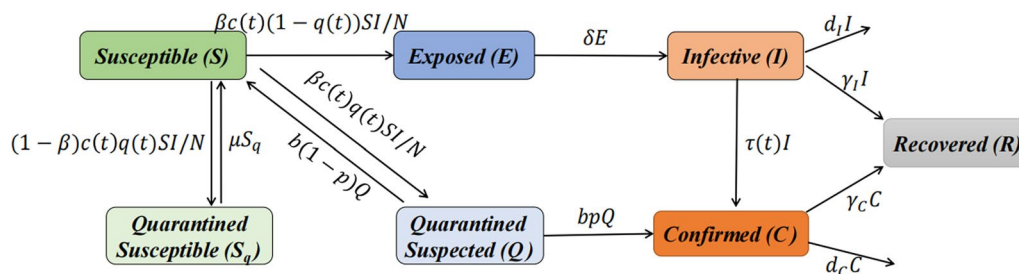 βc(t)(1 − q(t))SI/N
δE
d_I I
Susceptible (S)
Exposed (E)
Infective (I)
γ_I I
βc(t)q(t)SI/N
(1 − β)c(t)q(t)SI/N
μS_q
b(1−p)Q
τ(t)I
Recovered (R)
Quarantined
Susceptible (S_q)
Quarantined
Suspected (Q)
bpQ
Confirmed (C)
γ_C C
d_C C